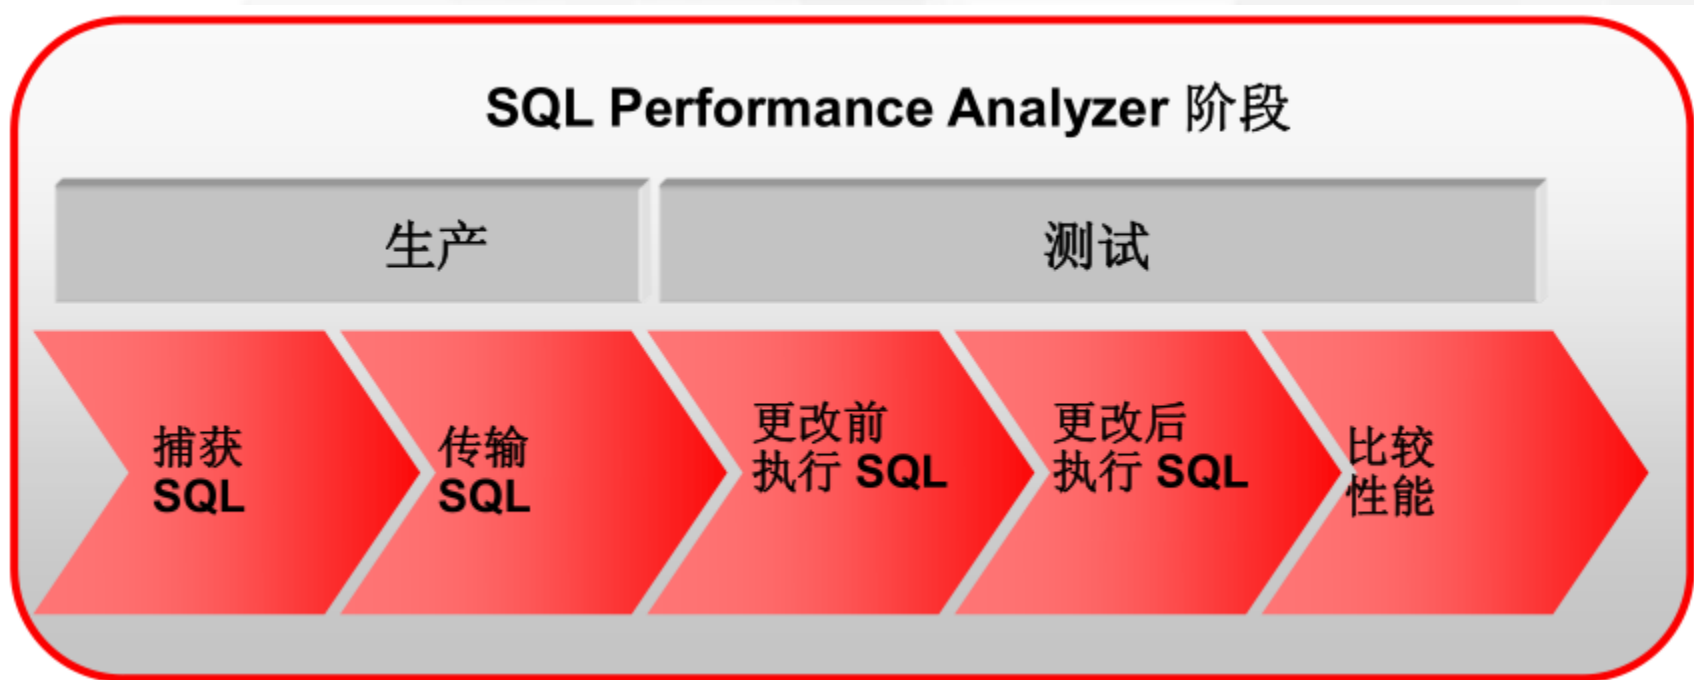 SQL Performance Analyzer 阶段
生产
测试
捕获
SQL
传输
SQL
更改前
执行 SQL
更改后
执行 SQL
比较
性能